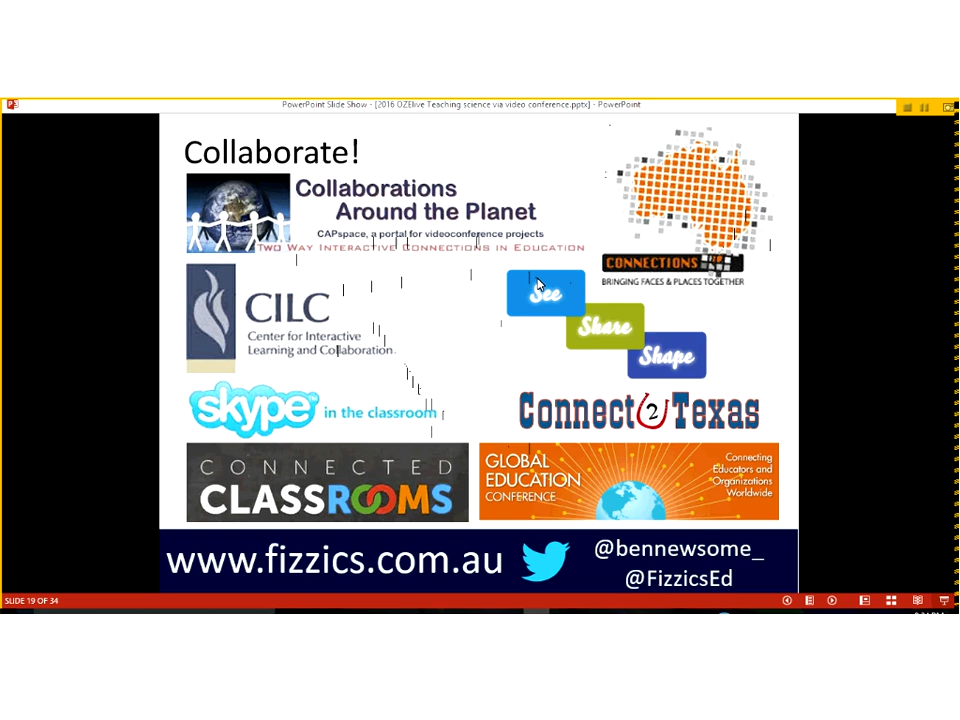 PowerPoint Slide Show - [2016 OZElive Teaching science via video conference.pptx] - PowerPoint
Collaborate!
Collaborations
Around the Planet
CAPspace, a portal for videoconference projects
TWO WAY INTERACTIVE CONNECTIONS IN EDUCATION
CONNECTIONS
BRINGING FACES & PLACES TOGETHER
CILC
Center for Interactive
Learning and Collaboration
See
Share
Shape
skype in the classroom
Connect 2 Texas
CONNECTED
CLASSROOMS
GLOBAL
EDUCATION
CONFERENCE
Connecting
Educators and
Organizations
Worldwide
www.fizzics.com.au
@bennewsome_
@FizzicsEd
SLIDE 19 OF 34